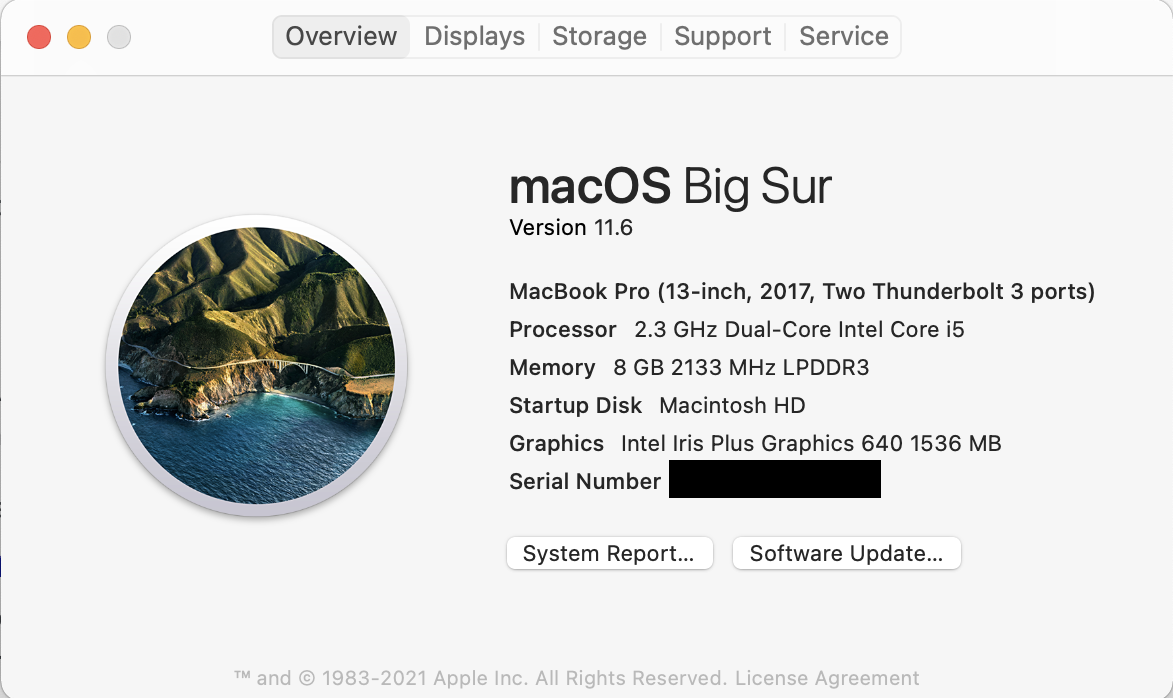 Overview Displays Storage Support Service
macOS Big Sur
Version 11.6
MacBook Pro (13-inch, 2017, Two Thunderbolt 3 ports)
Processor 2.3 GHz Dual-Core Intel Core i5
Memory 8 GB 2133 MHz LPDDR3
Startup Disk Macintosh HD
Graphics Intel Iris Plus Graphics 640 1536 MB
Serial Number
System Report... Software Update...
™ and © 1983-2021 Apple Inc. All Rights Reserved. License Agreement